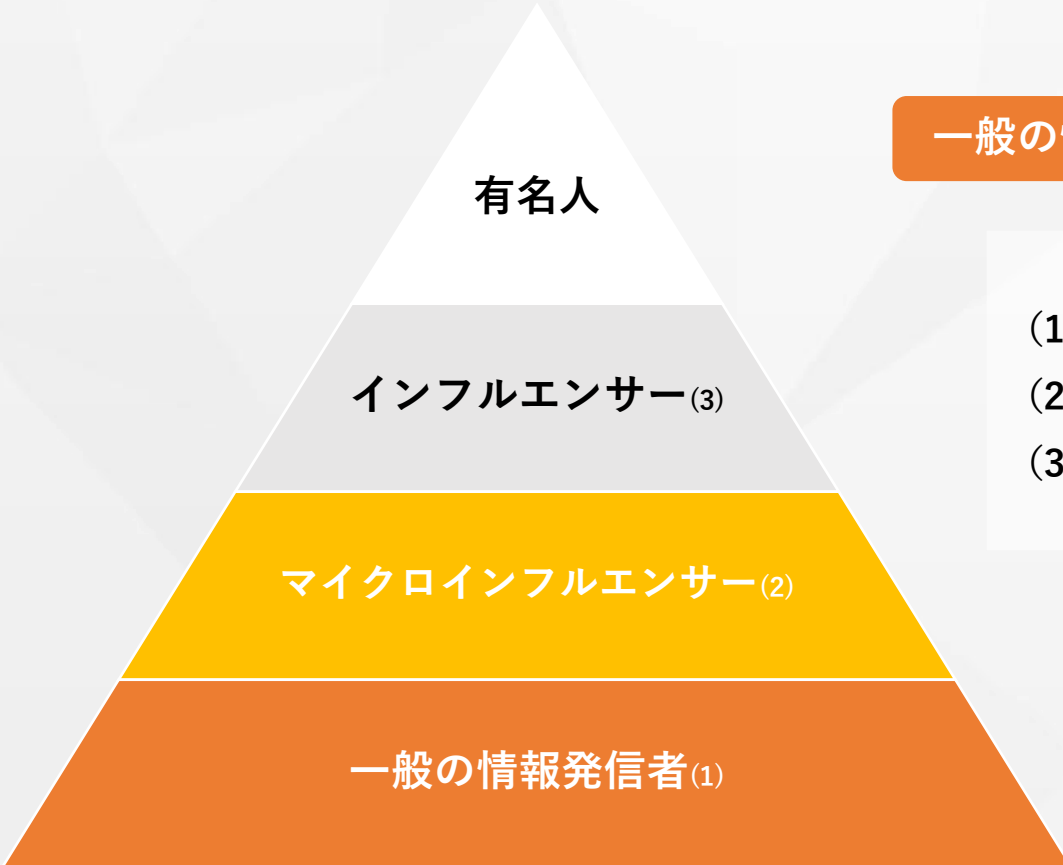 有名人
インフルエンサー(3)
マイクロインフルエンサー(2)
一般の情報発信者(1)
一般の
(1
(2
(3